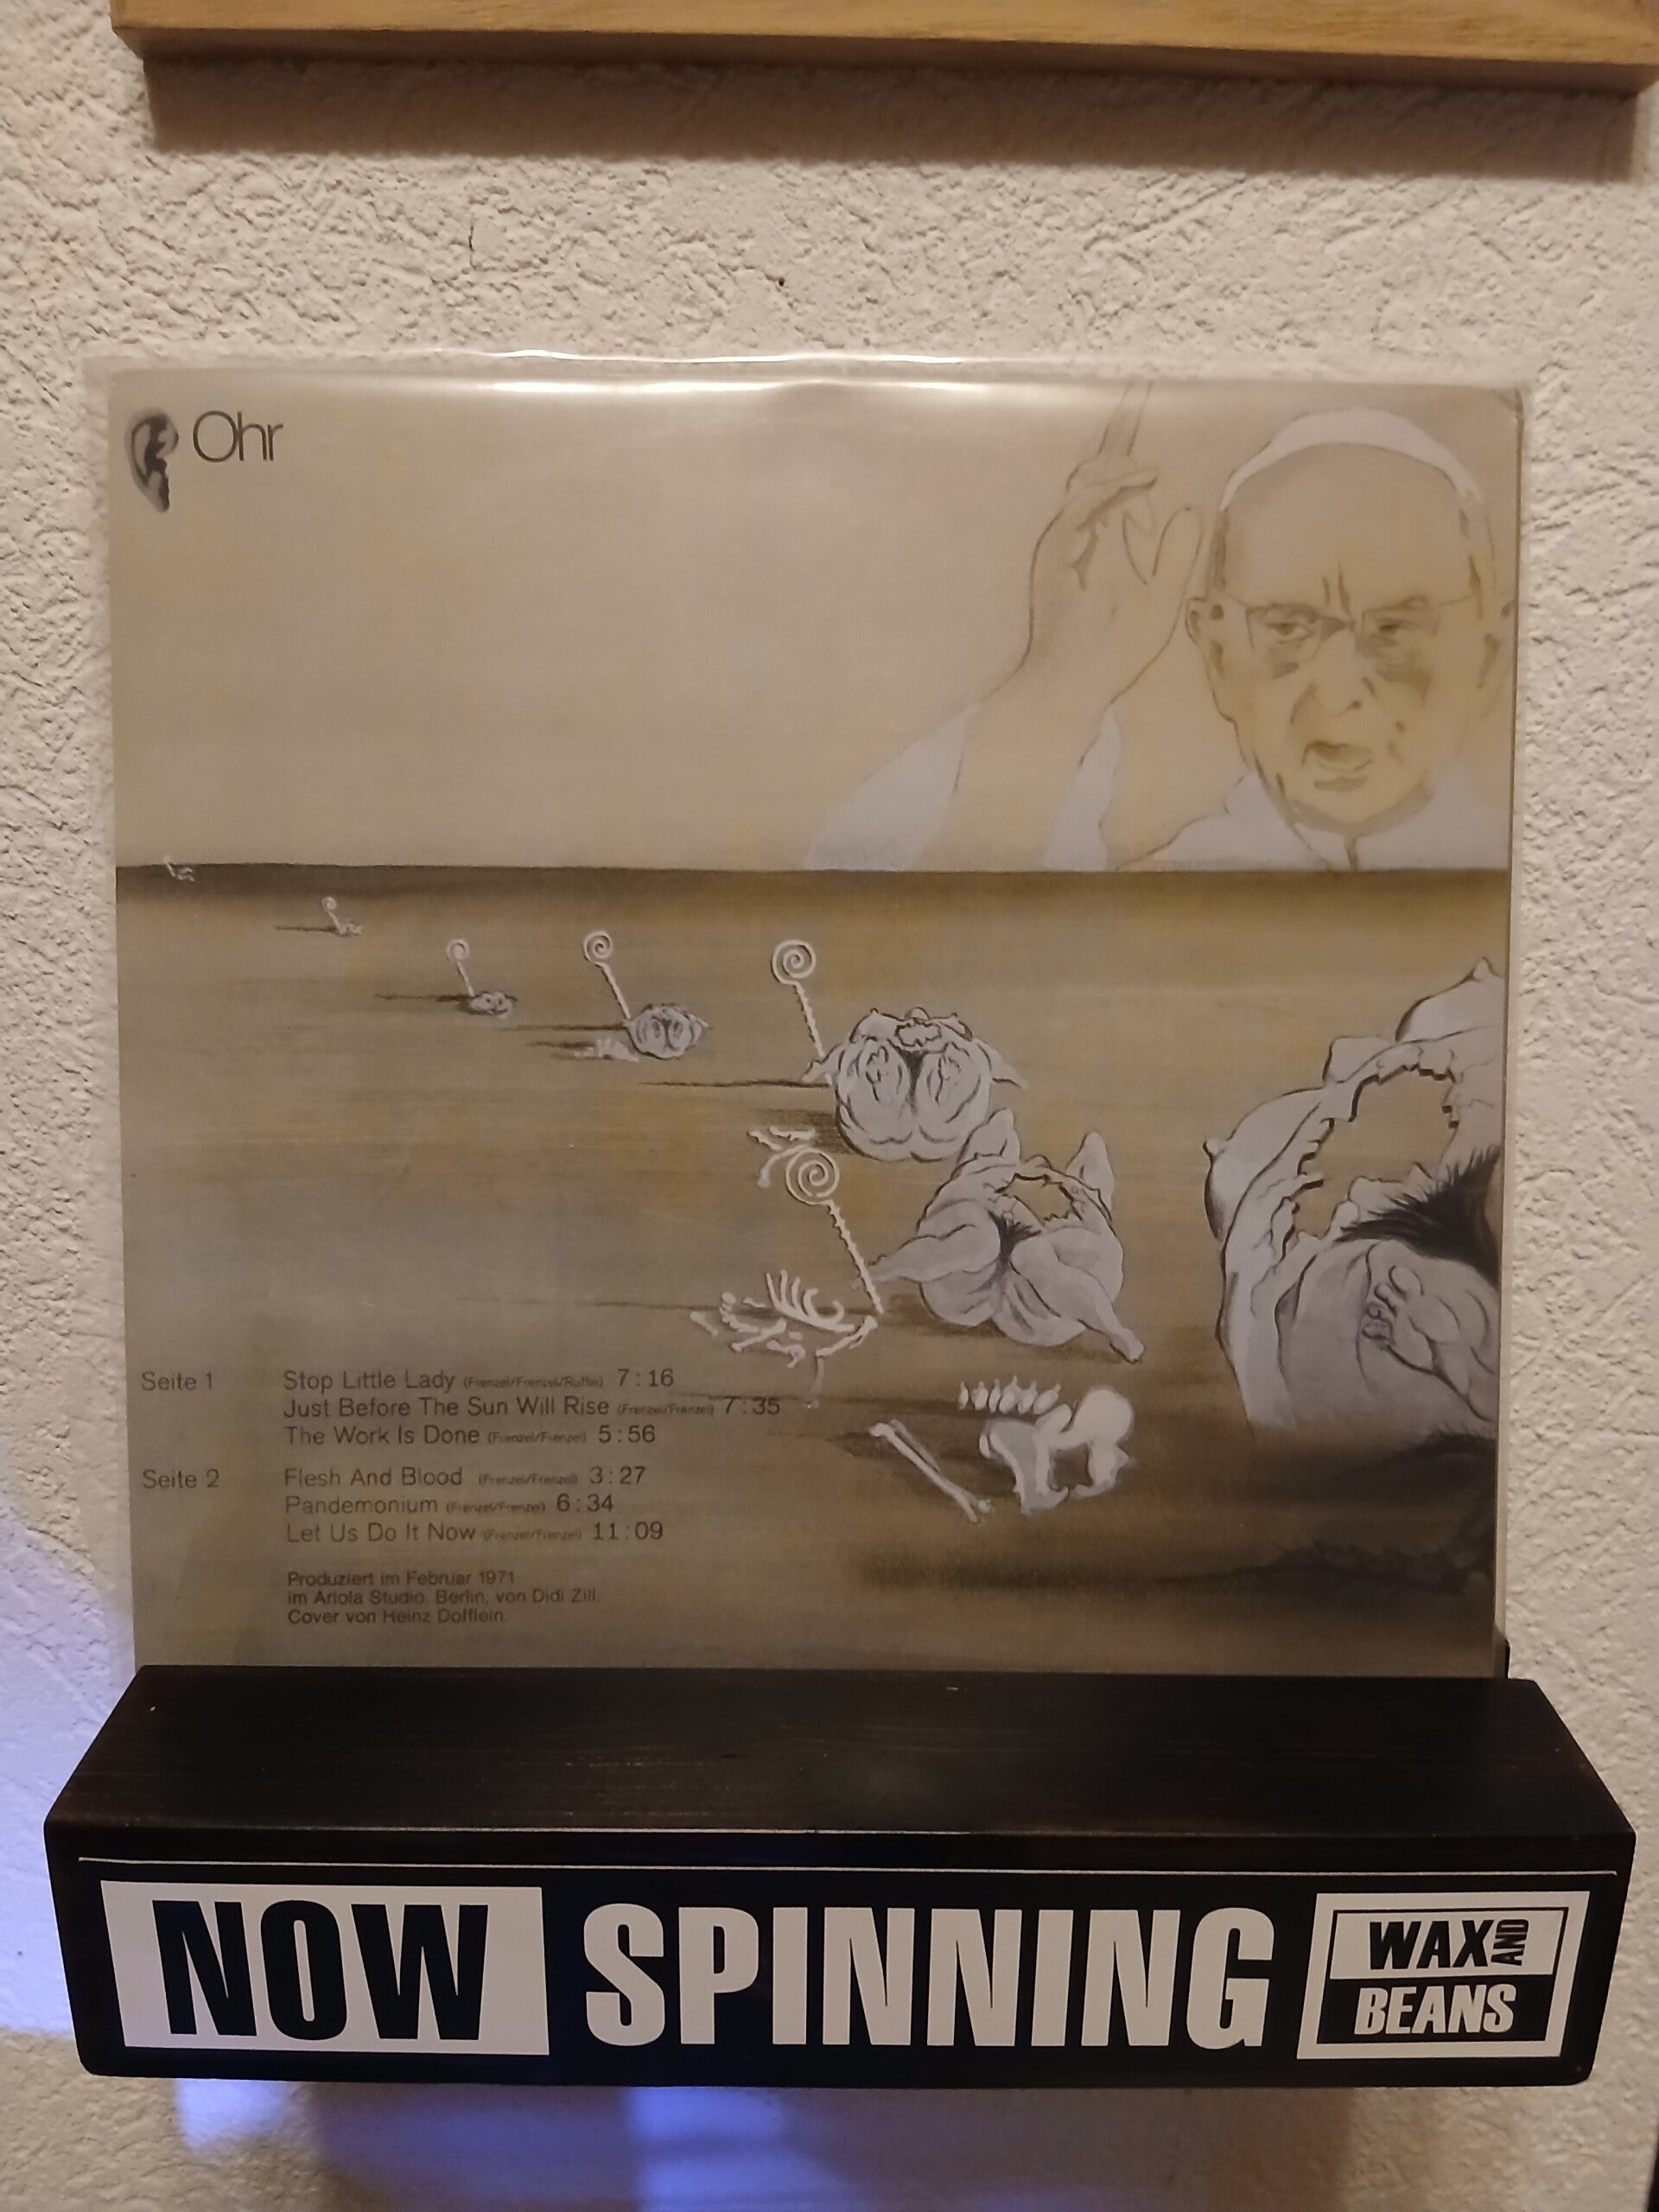 Ohr
Seite 1 Stop Little Lady (Frenzel/Frenzel/Ruffin) 7:16
Just Before The Sun Will Rise (Frenzel/Frenzel) 7:35
The Work Is Done (Frenzel/Frenzel) 5:56
Seite 2 Flesh And Blood (Frenzel/Frenzel) 3:27
Pandemonium (Frenzel/Frenzel) 6:34
Let Us Do It Now (Frenzel/Frenzel) 11:09
Produziert im Februar 1971
im Ariola Studio, Berlin, von Didi Zill.
Cover von Heinz Dofflein.
NOW SPINNING
WAX AND
BEANS